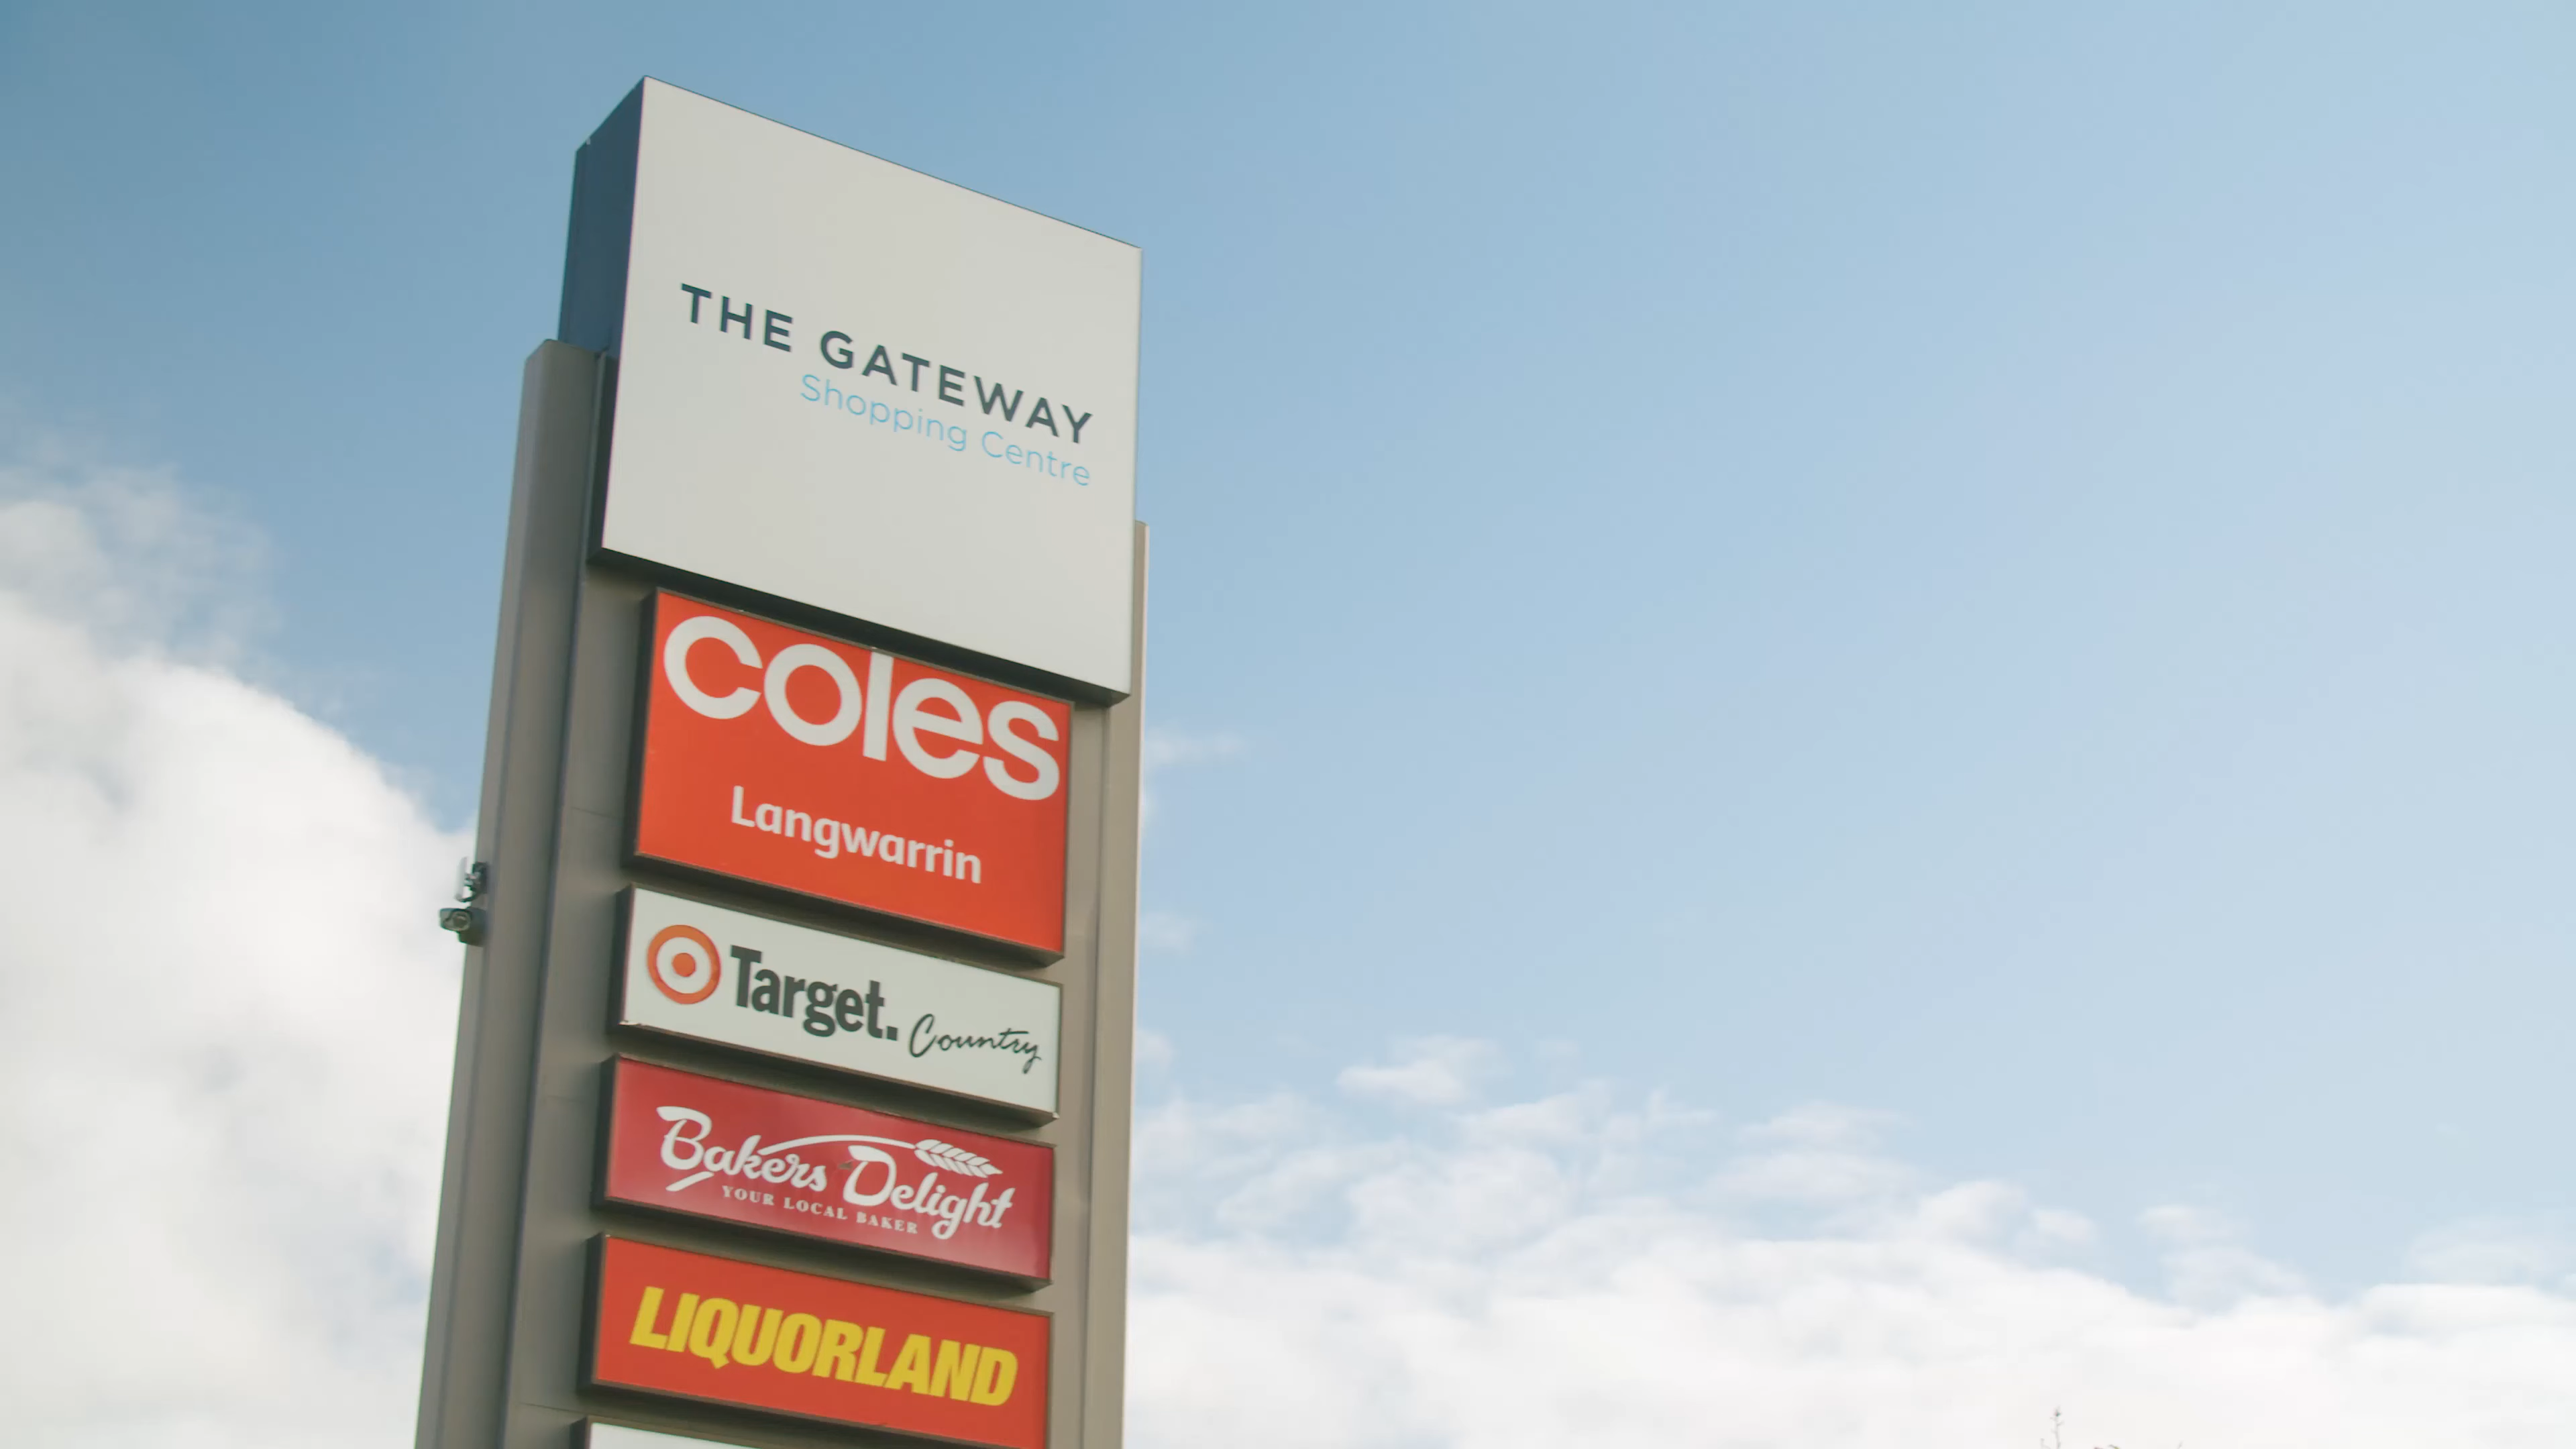 THE GATEWAY
Shopping Centre
coles
Langwarrin
Target.
Country
Bakers Delight
YOUR LOCAL BAKER
LIQUORLAND